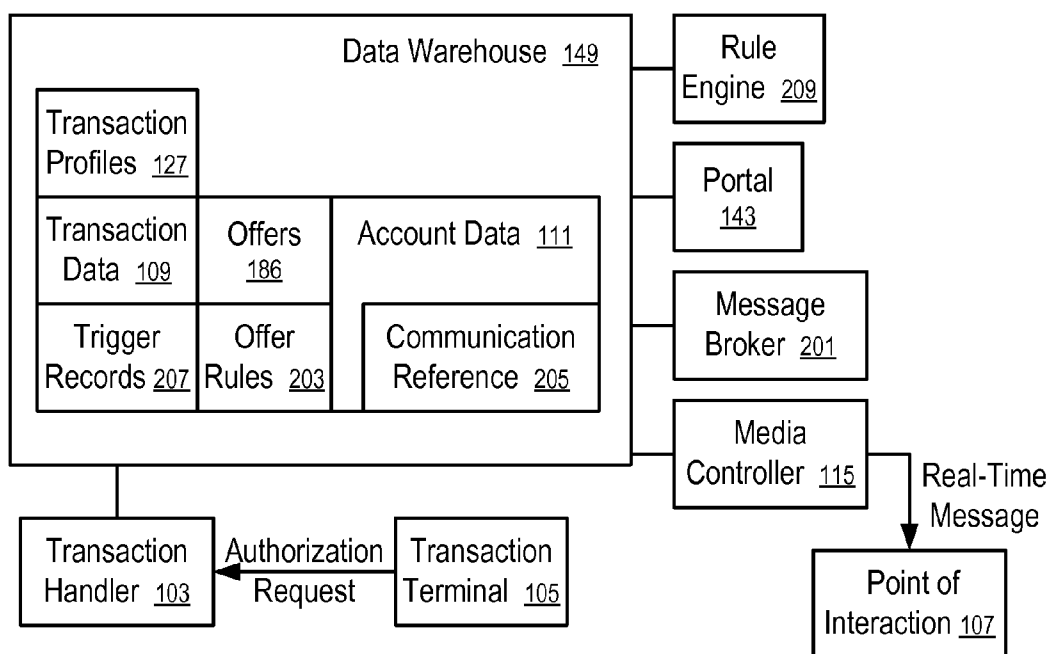 Data Warehouse 149
Transaction
Profiles 127
Transaction
Data 109
Offers
186
Account Data 111
Trigger
Records 207
Offer
Rules 203
Communication
Reference 205
Rule
Engine 209
Portal
143
Message
Broker 201
Media
Controller 115
Real-Time
Message
Point of
Interaction 107
Transaction
Handler 103
Authorization
Request
Transaction
Terminal 105